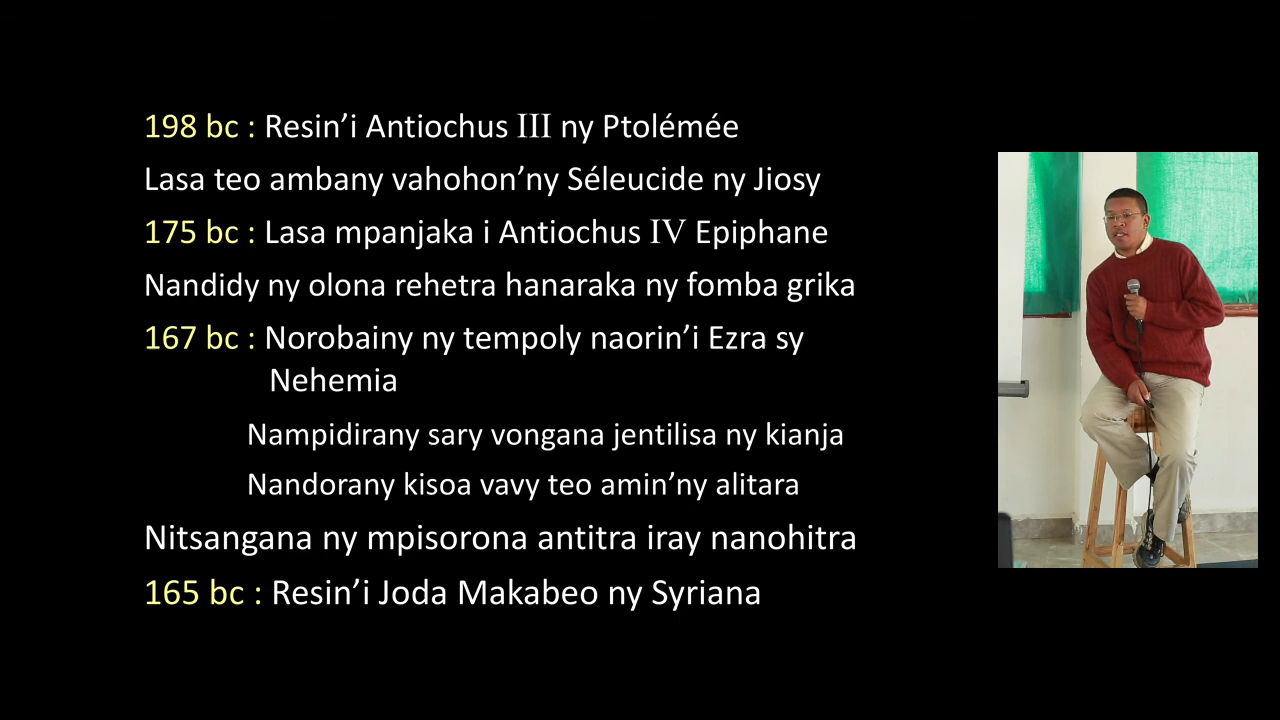 198 bc : Resin’i Antiochus III ny Ptolémée
Lasa teo ambany vahohon’ny Séleucide ny Jiosy
175 bc : Lasa mpanjaka i Antiochus IV Epiphane
Nandidy ny olona rehetra hanaraka ny fomba grika
167 bc : Norobainy ny tempoly naorin’i Ezra sy
Nehemia
Nampidirany sary vongana jentilisa ny kianja
Nandorany kisoa vavy teo amin’ny alitara
Nitsangana ny mpisorona antitra iray nanohitra
165 bc : Resin’i Joda Makabeo ny Syriana